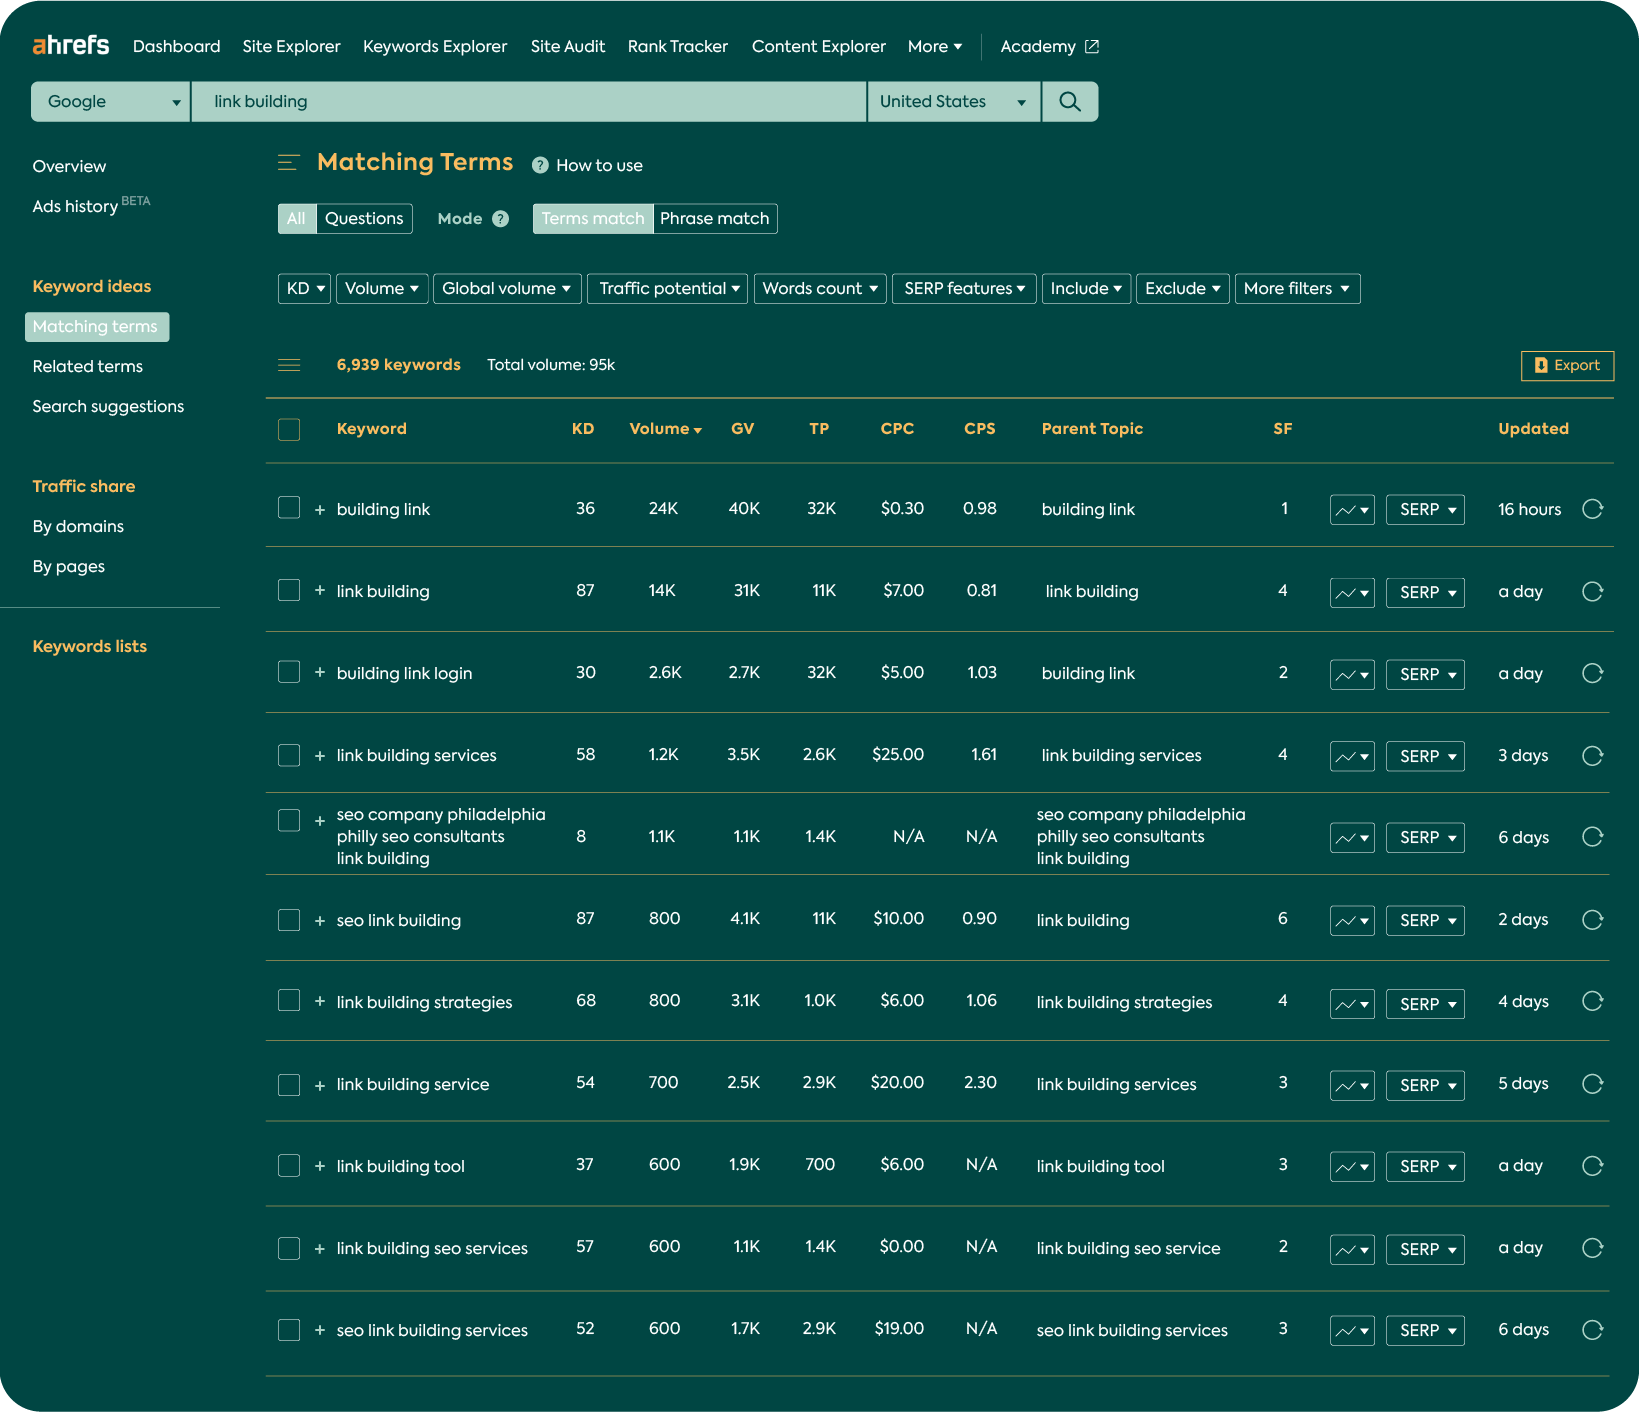 ahrefs Dashboard Site Explorer Keywords Explorer Site Audit Rank Tracker Content Explorer More Academy
Google link building United States
Overview
Ads history BETA
Keyword ideas
Matching terms
Related terms
Search suggestions
Traffic share
By domains
By pages
Keywords lists
Matching Terms ? How to use
All Questions Mode ? Terms match Phrase match
KD Volume Global volume Traffic potential Words count SERP features Include Exclude More filters
6,939 keywords Total volume: 95k Export
Keyword KD Volume GV TP CPC CPS Parent Topic SF Updated
+ building link 36 24K 40K 32K $0.30 0.98 building link 1 SERP 16 hours
+ link building 87 14K 31K 11K $7.00 0.81 link building 4 SERP a day
+ building link login 30 2.6K 2.7K 32K $5.00 1.03 building link 2 SERP a day
+ link building services 58 1.2K 3.5K 2.6K $25.00 1.61 link building services 4 SERP 3 days
seo company philadelphia seo company philadelphia
+ philly seo consultants 8 1.1K 1.1K 1.4K N/A N/A philly seo consultants SERP 6 days
link building link building
+ seo link building 87 800 4.1K 11K $10.00 0.90 link building 6 SERP 2 days
+ link building strategies 68 800 3.1K 1.0K $6.00 1.06 link building strategies 4 SERP 4 days
+ link building service 54 700 2.5K 2.9K $20.00 2.30 link building services 3 SERP 5 days
+ link building tool 37 600 1.9K 700 $6.00 N/A link building tool 3 SERP a day
+ link building seo services 57 600 1.1K 1.4K $0.00 N/A link building seo service 2 SERP a day
+ seo link building services 52 600 1.7K 2.9K $19.00 N/A seo link building services 3 SERP 6 days